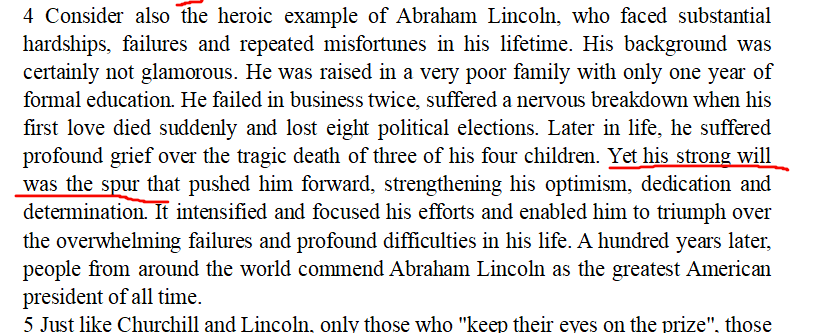 4 Consider also the heroic example of Abraham Lincoln, who faced substantial
hardships, failures and repeated misfortunes in his lifetime. His background was
certainly not glamorous. He was raised in a very poor family with only one year of
formal education. He failed in business twice, suffered a nervous breakdown when his
first love died suddenly and lost eight political elections. Later in life, he suffered
profound grief over the tragic death of three of his four children. Yet his strong will
was the spur that pushed him forward, strengthening his optimism, dedication and
determination. It intensified and focused his efforts and enabled him to triumph over
the overwhelming failures and profound difficulties in his life. A hundred years later,
people from around the world commend Abraham Lincoln as the greatest American
president of all time.
5 Just like Churchill and Lincoln, only those who "keep their eyes on the prize", those